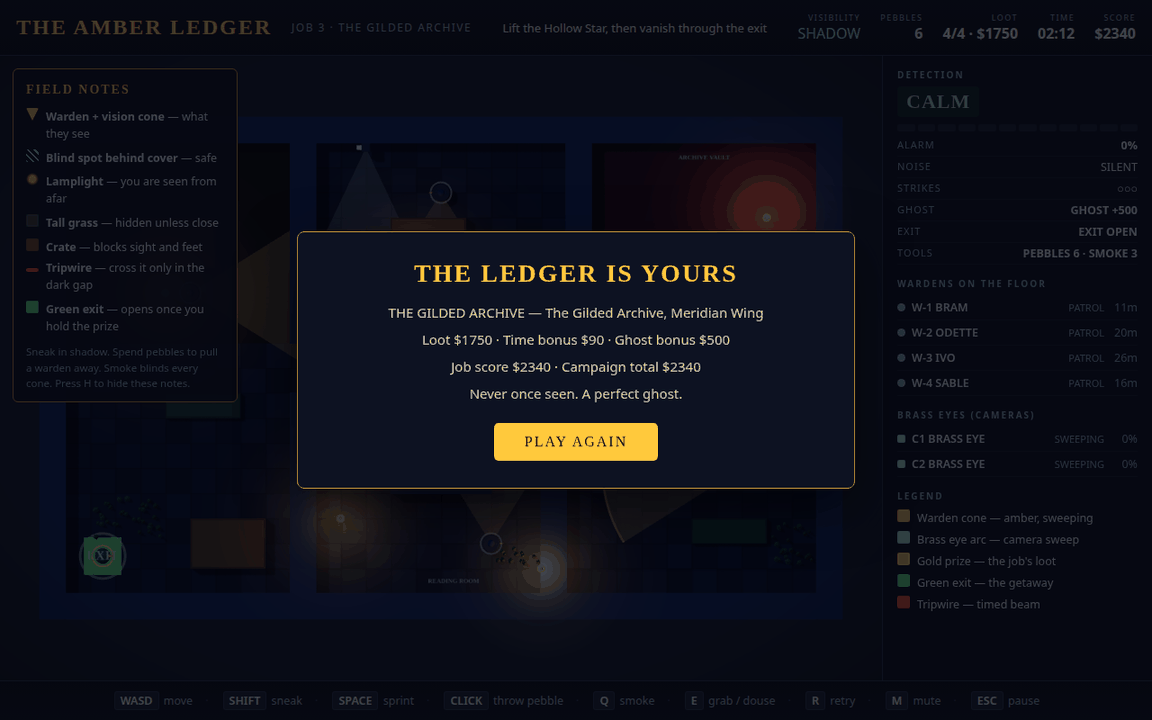 THE AMBER LEDGER
JOB 3 · THE GILDED ARCHIVE
Lift the Hollow Star, then vanish through the exit
VISIBILITY
SHADOW
PEBBLES
6
LOOT
4/4 · $1750
TIME
02:12
SCORE
$2340
FIELD NOTES
Warden + vision cone — what
they see
Blind spot behind cover — safe
Lamplight — you are seen from
afar
Tall grass — hidden unless close
Crate — blocks sight and feet
Tripwire — cross it only in the
dark gap
Green exit — opens once you
hold the prize
Sneak in shadow. Spend pebbles to pull
a warden away. Smoke blinds every
cone. Press H to hide these notes.
ARCHIVE VAULT
THE LEDGER IS YOURS
THE GILDED ARCHIVE — The Gilded Archive, Meridian Wing
Loot $1750 · Time bonus $90 · Ghost bonus $500
Job score $2340 · Campaign total $2340
Never once seen. A perfect ghost.
PLAY AGAIN
READING ROOM
DETECTION
CALM
ALARM 0%
NOISE SILENT
STRIKES ○○○
GHOST GHOST +500
EXIT EXIT OPEN
TOOLS PEBBLES 6 · SMOKE 3
WARDENS ON THE FLOOR
W-1 BRAM PATROL 11m
W-2 ODETTE PATROL 20m
W-3 IVO PATROL 26m
W-4 SABLE PATROL 16m
BRASS EYES (CAMERAS)
C1 BRASS EYE SWEEPING 0%
C2 BRASS EYE SWEEPING 0%
LEGEND
Warden cone — amber, sweeping
Brass eye arc — camera sweep
Gold prize — the job's loot
Green exit — the getaway
Tripwire — timed beam
WASD move · SHIFT sneak · SPACE sprint · CLICK throw pebble · Q smoke · E grab / douse R retry M mute · ESC pause